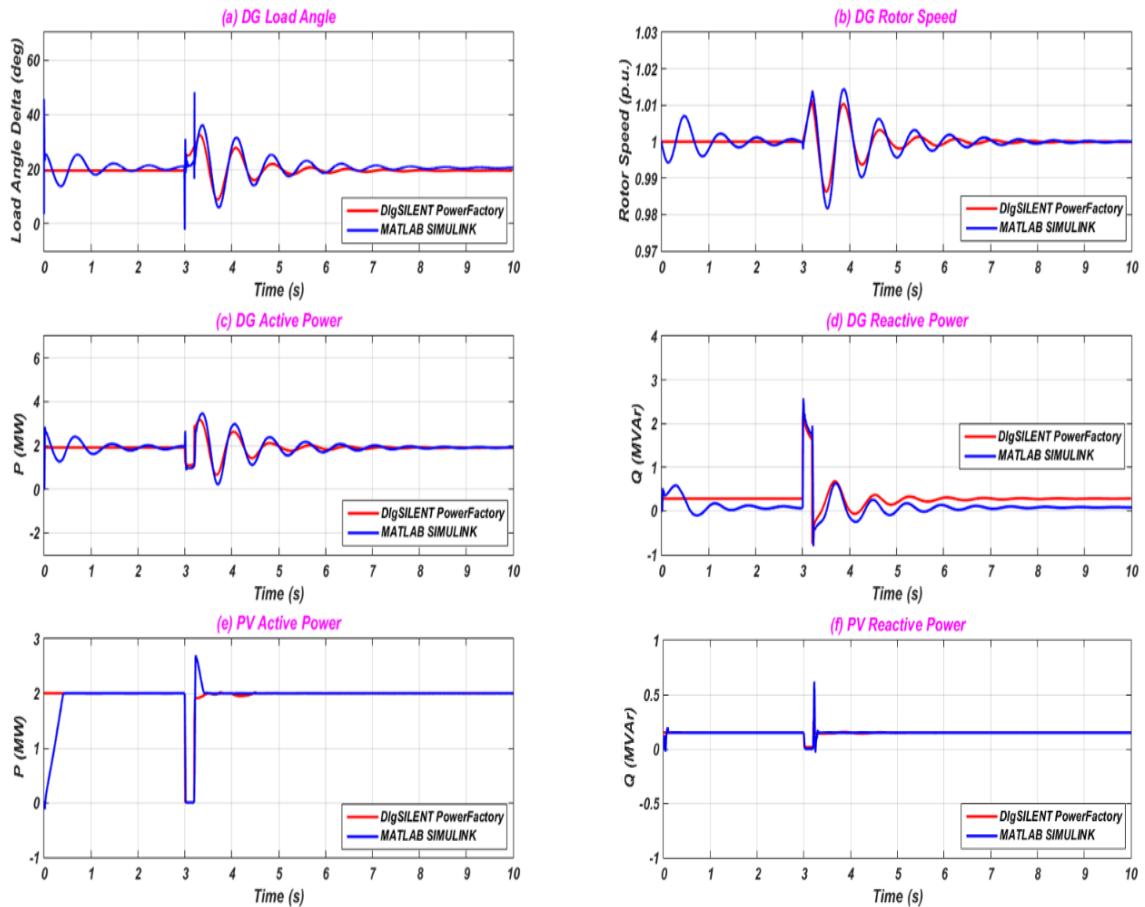 (a) DG Load Angle
Load Angle Delta (deg)
60
40
20
0
DIgSILENT PowerFactory
MATLAB SIMULINK
0 1 2 3 4 5 6 7 8 9 10
Time (s)
(b) DG Rotor Speed
Rotor Speed (p.u.)
1.03
1.02
1.01
1
0.99
0.98
0.97
DIgSILENT PowerFactory
MATLAB SIMULINK
0 1 2 3 4 5 6 7 8 9 10
Time (s)
(c) DG Active Power
P (MW)
6
4
2
0
-2
DIgSILENT PowerFactory
MATLAB SIMULINK
0 1 2 3 4 5 6 7 8 9 10
Time (s)
(d) DG Reactive Power
Q (MVAr)
4
3
2
1
0
-1
DIgSILENT PowerFactory
MATLAB SIMULINK
0 1 2 3 4 5 6 7 8 9 10
Time (s)
(e) PV Active Power
P (MW)
3
2
1
0
-1
DIgSILENT PowerFactory
MATLAB SIMULINK
0 1 2 3 4 5 6 7 8 9 10
Time (s)
(f) PV Reactive Power
Q (MVAr)
1
0.5
0
-0.5
-1
DIgSILENT PowerFactory
MATLAB SIMULINK
0 1 2 3 4 5 6 7 8 9 10
Time (s)